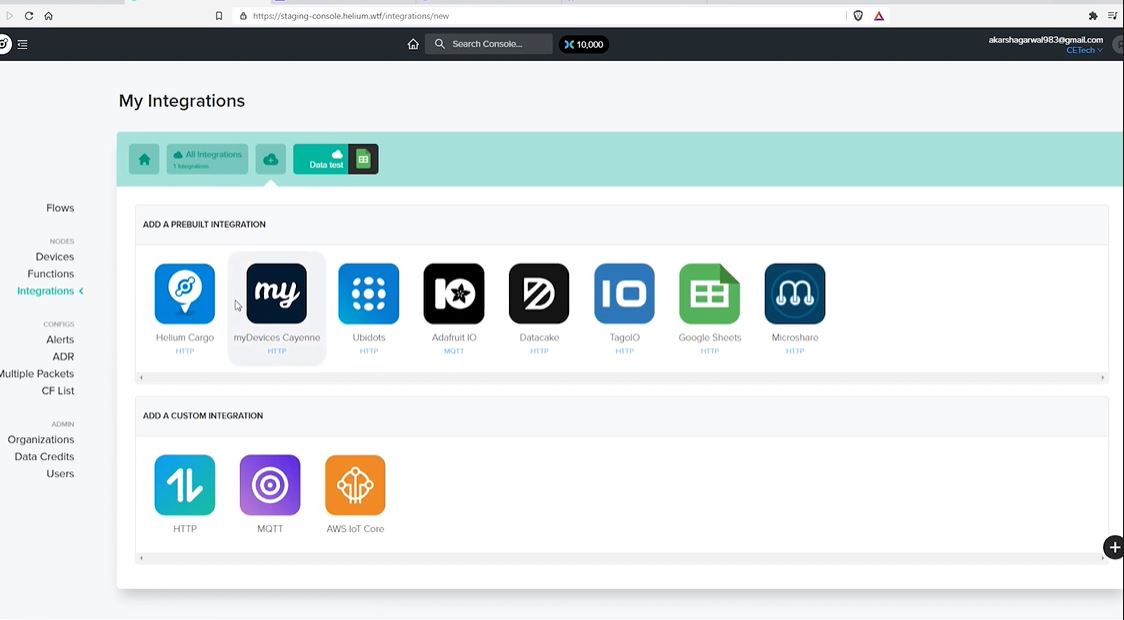 https://staging-console.helium.wtf/integrations/new
Search Console...
10,000
akarshagarwal983@gmail.com
CETech
My Integrations
All Integrations
1 Integrations
Data test
Flows
NODES
Devices
Functions
Integrations
CONFIGS
Alerts
ADR
Multiple Packets
CF List
ADMIN
Organizations
Data Credits
Users
ADD A PREBUILT INTEGRATION
my
IO
IO
Helium Cargo
HTTP
myDevices Cayenne
HTTP
Ubidots
HTTP
Adafruit IO
MQTT
Datacake
HTTP
TagoIO
HTTP
Google Sheets
HTTP
Microshare
HTTP
ADD A CUSTOM INTEGRATION
HTTP
MQTT
AWS IoT Core